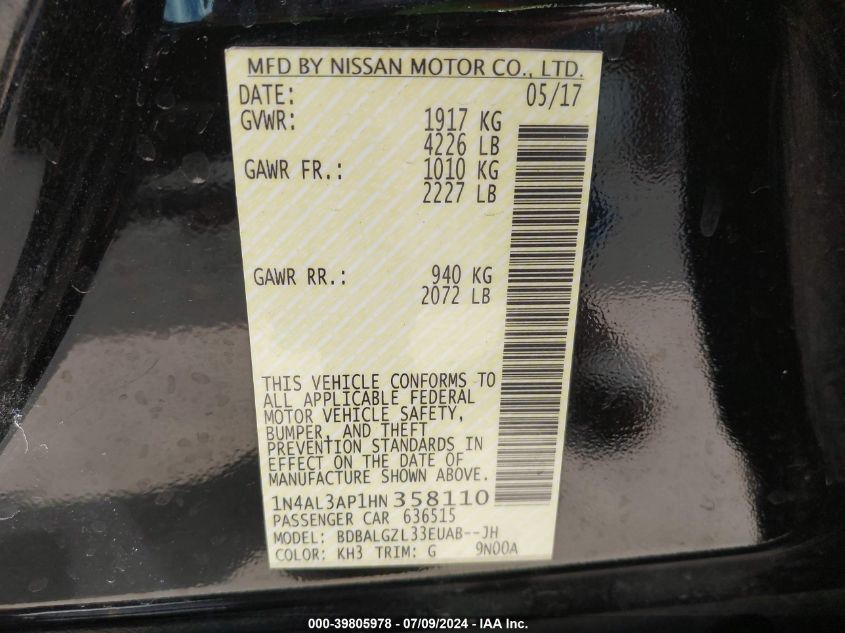 MFD BY NISSAN MOTOR CO., LTD.
DATE: 05/17
GVWR: 1917 KG
4226 LB
GAWR FR.: 1010 KG
2227 LB
GAWR RR.: 940 KG
2072 LB
THIS VEHICLE CONFORMS TO
ALL APPLICABLE FEDERAL
MOTOR VEHICLE SAFETY,
BUMPER, AND THEFT
PREVENTION STANDARDS IN
EFFECT ON THE DATE OF
MANUFACTURE SHOWN ABOVE.
1N4AL3AP1HN358110
PASSENGER CAR 636515
MODEL: BDBALGZL33EUAB--JH
COLOR: KH3 TRIM: G 9N00A
000-39805978 - 07/09/2024 - IAA Inc.